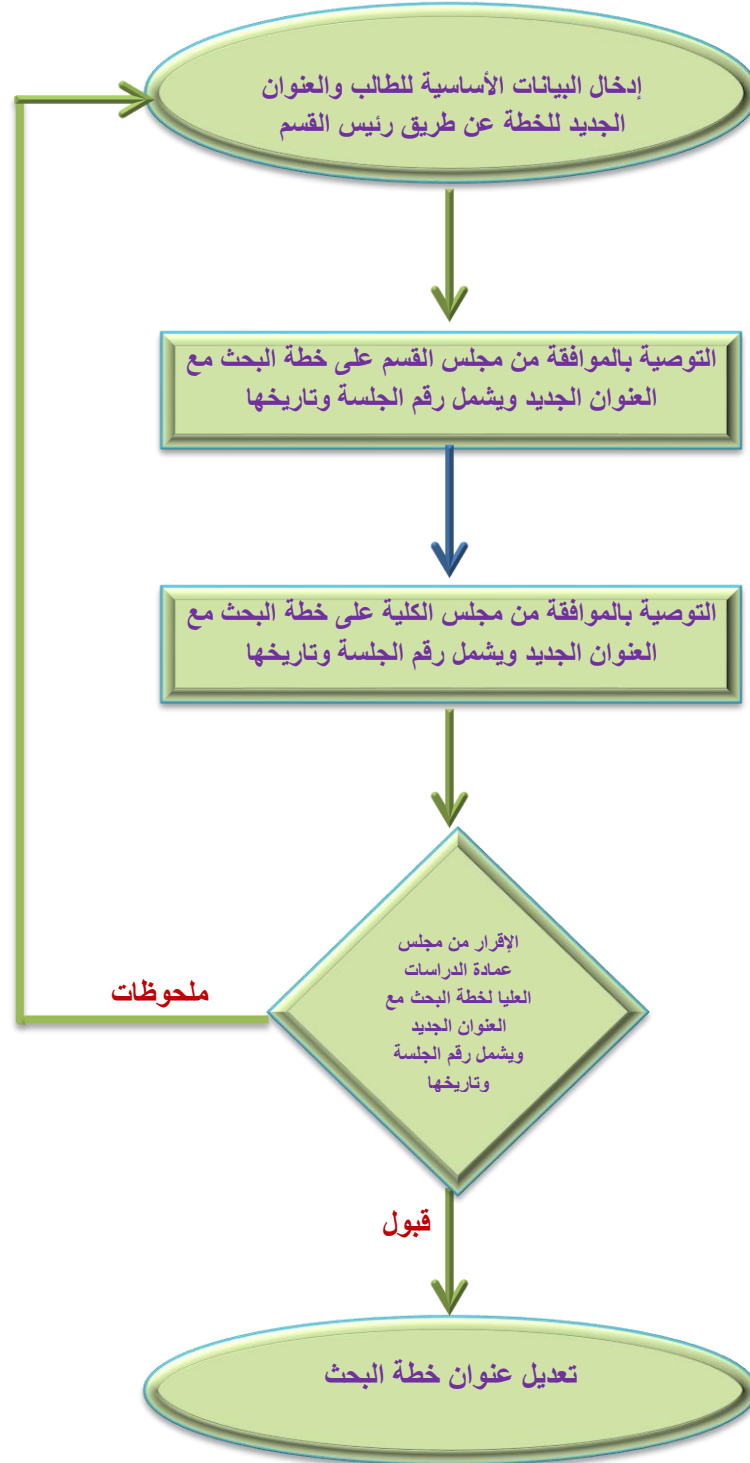 إدخال البيانات الأساسية للطالب والعنوان
الجديد للخطة عن طريق رئيس القسم
التوصية بالموافقة من مجلس القسم على خطة البحث مع
العنوان الجديد ويشمل رقم الجلسة وتاريخها
التوصية بالموافقة من مجلس الكلية على خطة البحث مع
العنوان الجديد ويشمل رقم الجلسة وتاريخها
الإقرار من مجلس
عمادة الدراسات
العليا لخطة البحث مع
العنوان الجديد
ويشمل رقم الجلسة
وتاريخها
ملحوظات
قبول
تعديل عنوان خطة البحث